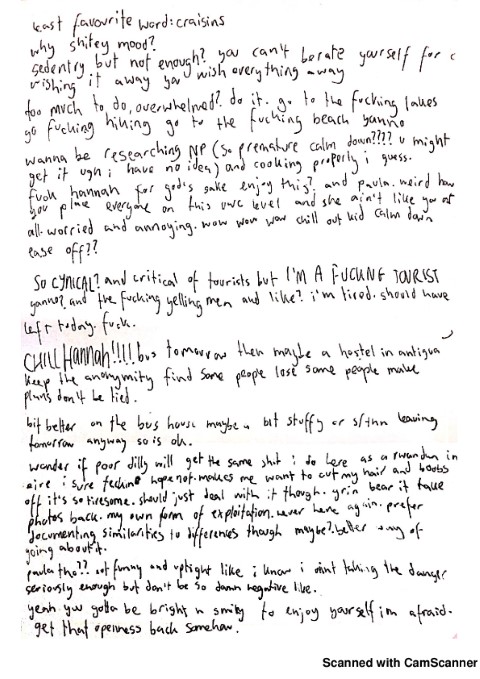 least favourite word: craisins
why shitey mood?
sedentry but not enough? you can't berate yourself for
wishing it away you wish everything away
too much to do, overwhelmed? do it. go to the fucking lakes
go fucking hiking go to the fucking beach yanno
wanna be researching NP (so premature calm down???? u might
get it ugh i have no idea) and cooking properly i guess.
fuck hannah for god's sake enjoy this? and paula. weird how
you place everyone on this uwc level and she ain't like you at
all. worried and annoying. wow wow wow chill out kid calm down
ease off??
SO CYNICAL? and critical of tourists but I'M A FUCKING TOURIST
yanno? and the fucking yelling men and like? i'm tired. should have
left today. fuck.
CHILL Hannah!!!! bus tomorrow then maybe a hostel in antigua
keep the anonymity find some people lose some people make
plans don't be tied.
bit better on the bus house maybe a bit stuffy or s/thn leaving
tomorrow anyway so is ok.
wonder if poor dilly will get the same shit i do here as a rwandan in
eire i sure hope not. makes me want to cut my hair and boobs
off it's so tiresome. should just deal with it though. grin bear it take
photos back. my own form of exploitation. never here again. prefer
documenting similarities to differences though maybe? better way of
going about it.
paula tho?? not funny and uptight like i know i aint taking the danger
seriously enough but don't be so damn negative like.
yeah yuv gotta be bright n smiley to enjoy yourself im afraid.
get that openness back somehow.
Scanned with CamScanner